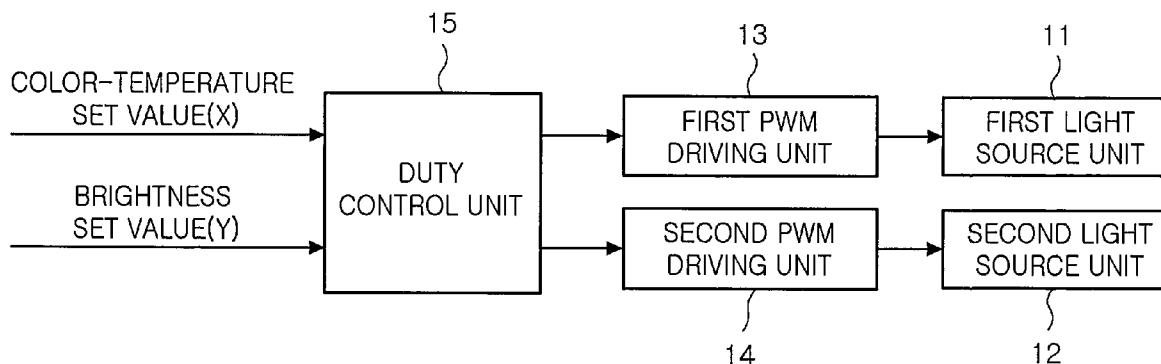 15
13
11
COLOR-TEMPERATURE
SET VALUE(X)
FIRST PWM
DRIVING UNIT
FIRST LIGHT
SOURCE UNIT
DUTY
CONTROL UNIT
BRIGHTNESS
SET VALUE(Y)
SECOND PWM
DRIVING UNIT
SECOND LIGHT
SOURCE UNIT
14
12